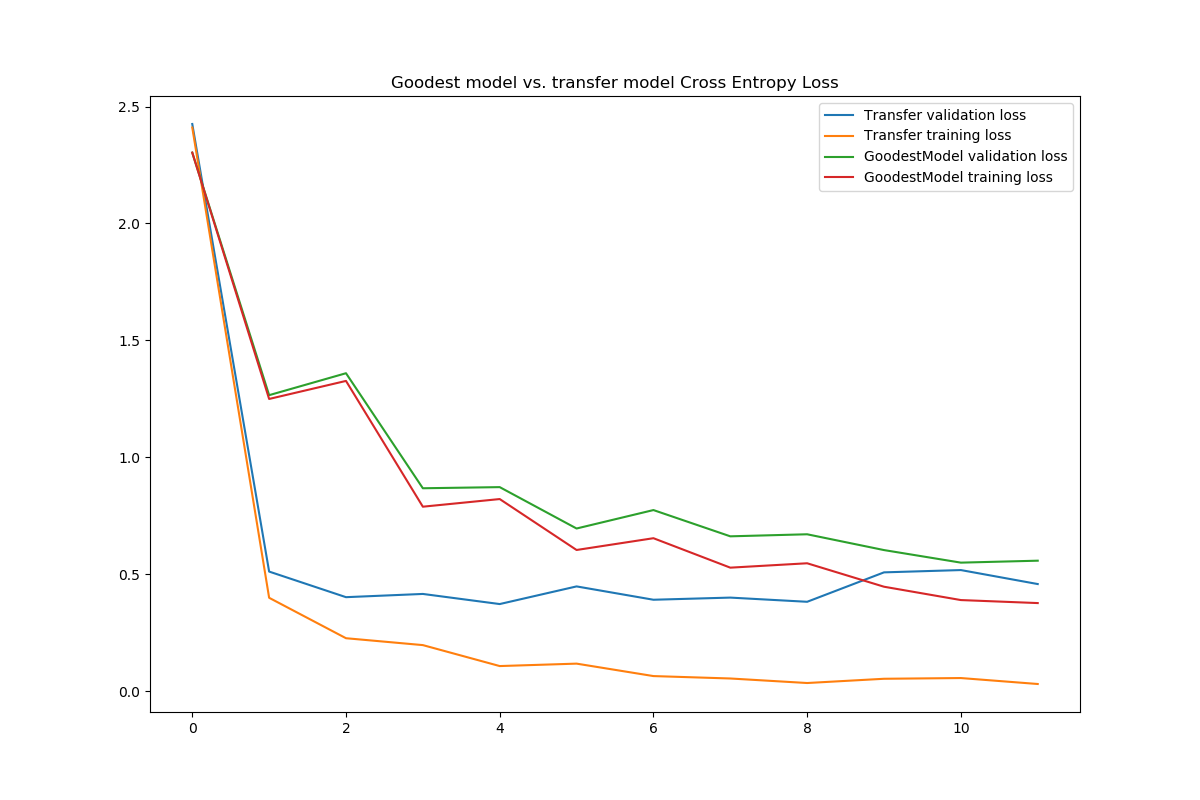 Goodest model vs. transfer model Cross Entropy Loss
Transfer validation loss
Transfer training loss
GoodestModel validation loss
GoodestModel training loss
2.5
2.0
1.5
1.0
0.5
0.0
0 2 4 6 8 10